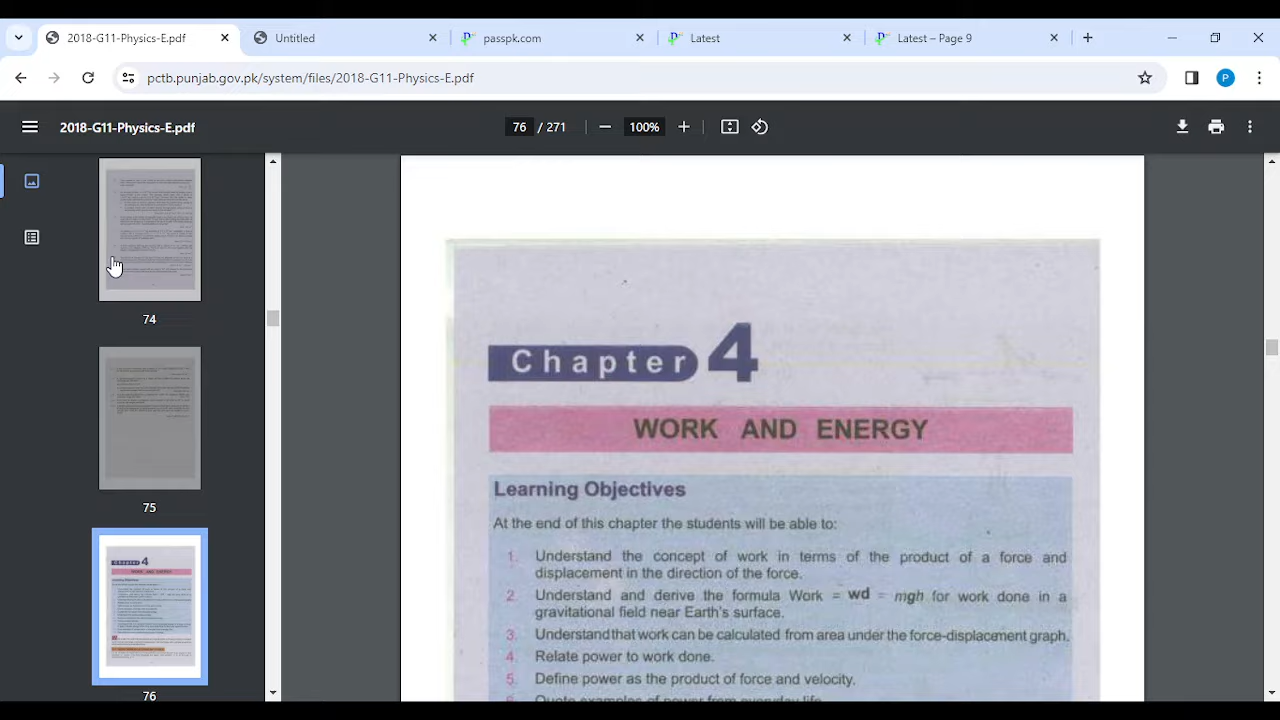 2018-G11-Physics-E.pdf
Untitled
passpk.com
Latest
Latest – Page 9
pctb.punjab.gov.pk/system/files/2018-G11-Physics-E.pdf
P
2018-G11-Physics-E.pdf
76 / 271
100%
74
75
76
Chapter 4
WORK AND ENERGY
Learning Objectives
At the end of this chapter the students will be able to:
1. Understand the concept of work in terms of the product of a force and
displacement in the direction of the force.
2. Understand and derive the formula Work = wd = mgh for work done in a
gravitational field near Earth's surface.
3. Understand that work can be calculated from area under the force-displacement graph.
4. Relate power to work done.
5. Define power as the product of force and velocity.
6. Quote examples of power from everyday life.